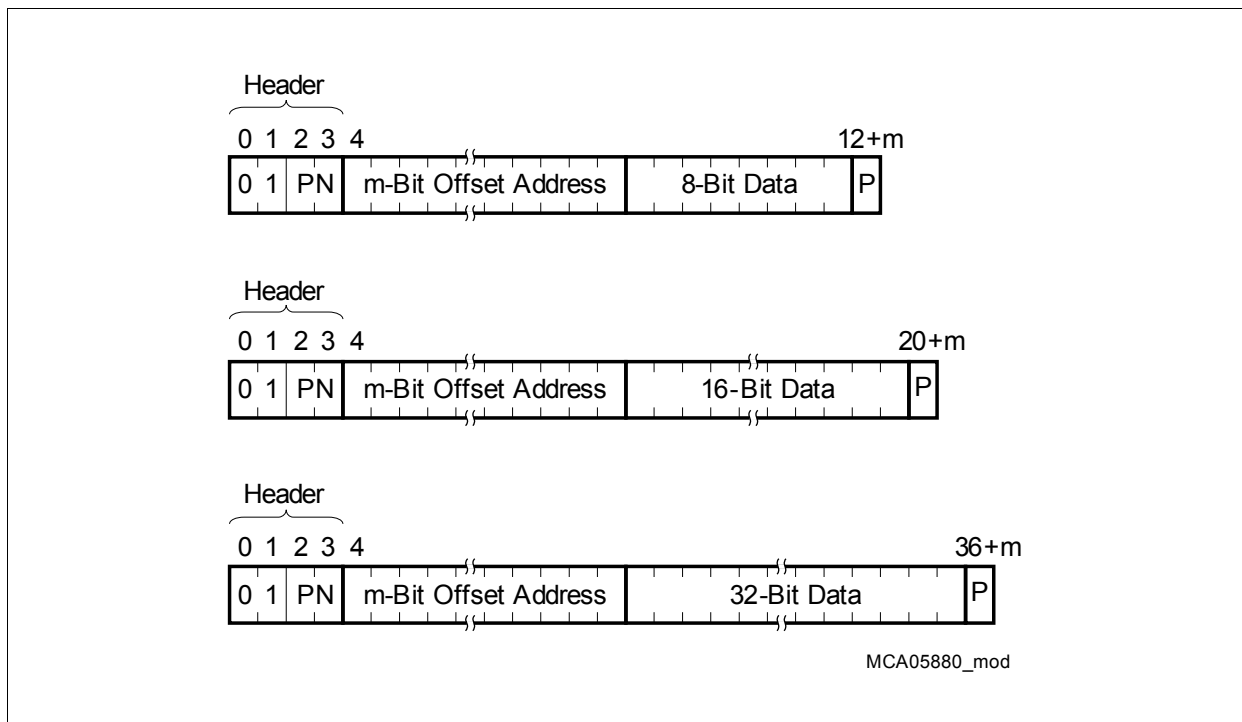 Header
0 1 2 3 4 12+m
0 1 PN m-Bit Offset Address 8-Bit Data P
Header
0 1 2 3 4 20+m
0 1 PN m-Bit Offset Address 16-Bit Data P
Header
0 1 2 3 4 36+m
0 1 PN m-Bit Offset Address 32-Bit Data P
MCA05880_mod